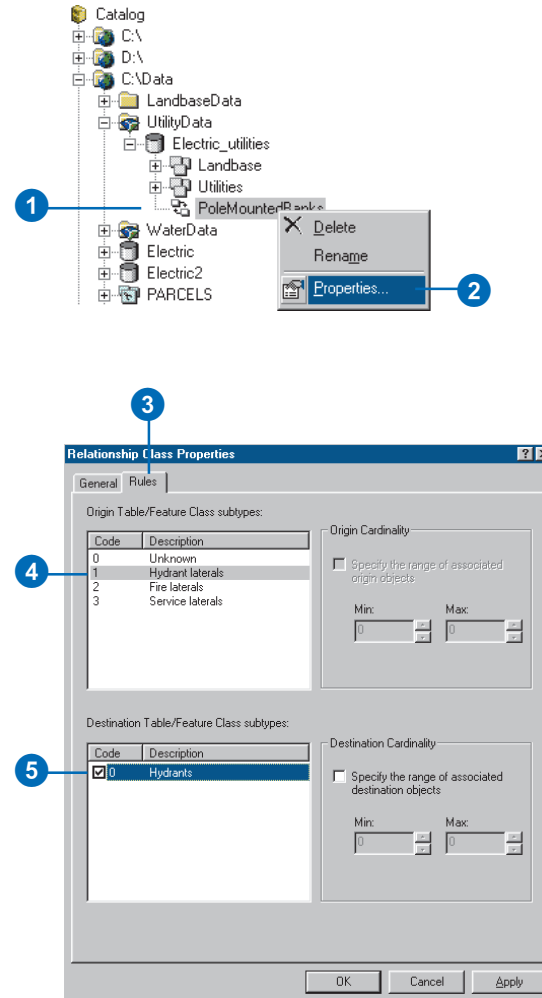 Catalog
C:\
D:\
C:\Data
LandbaseData
UtilityData
Electric_utilities
Landbase
Utilities
1
PoleMountedBanks
WaterData
Delete
Electric
Rename
Electric2
PARCELS
Properties...
2
3
Relationship Class Properties
General Rules
Origin Table/Feature Class subtypes:
Origin Cardinality
Code Description
0 Unknown
4
1 Hydrant laterals
2 Fire laterals
3 Service laterals
Specify the range of associated
origin objects
Min: Max:
0 0
Destination Table/Feature Class subtypes:
Destination Cardinality
Code Description
5
0 Hydrants
Specify the range of associated
destination objects
Min: Max:
0 0
OK Cancel Apply